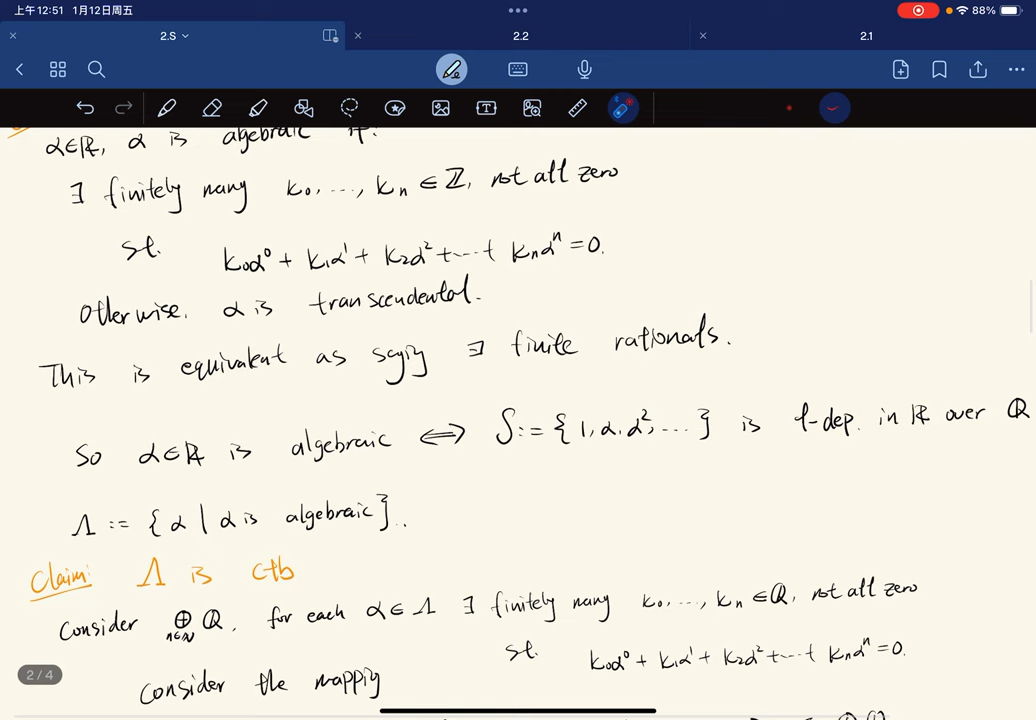 上午12:51 1月12日周五
88%
2.S
2.2
2.1
α∈ℝ, α is algebraic if:
∃ finitely many k₀, ..., kₙ ∈ ℤ, not all zero
st. k₀α⁰ + k₁α¹ + k₂α² + ... + kₙαⁿ = 0.
Otherwise, α is transcendental.
This is equivalent as saying ∃ finite rationals.
So α∈ℝ is algebraic ⟺ S := {1, α, α², ...} is l-dep. in ℝ over ℚ
Λ := {α | α is algebraic}.
Claim: Λ is ctb
Consider ⊕ₙ∈ℕ ℚ, for each α∈Λ ∃ finitely many k₀, ..., kₙ ∈ ℚ, not all zero
st. k₀α⁰ + k₁α¹ + k₂α² + ... + kₙαⁿ = 0.
2/4
Consider the mapping